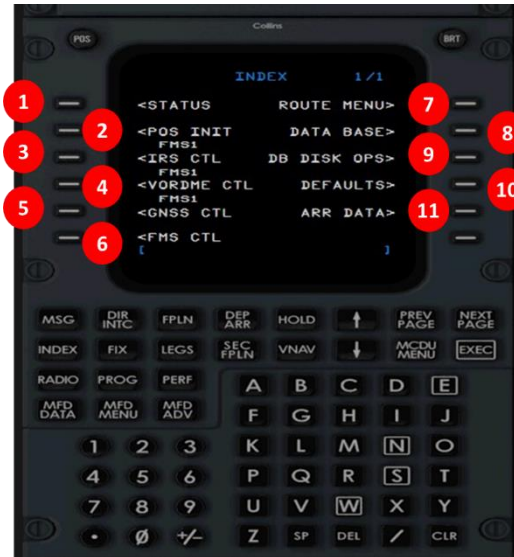 Collins
POS BRT
INDEX 1/1
1 <STATUS ROUTE MENU> 7
2 <POS INIT DATA BASE> 8
FMS1
3 <IRS CTL DB DISK OPS> 9
FMS1
4 <VORDME CTL DEFAULTS> 10
FMS1
5 <GNSS CTL ARR DATA> 11
6 <FMS CTL
[ ]
MSG DIR INTC FPLN DEP ARR HOLD ↑ PREV PAGE NEXT PAGE
INDEX FIX LEGS SEC FPLN VNAV ↓ MCDU MENU EXEC
RADIO PROG PERF A B C D E
MFD DATA MFD MENU MFD ADV F G H I J
1 2 3 K L M N O
4 5 6 P Q R S T
7 8 9 U V W X Y
. Ø +/- Z SP DEL / CLR